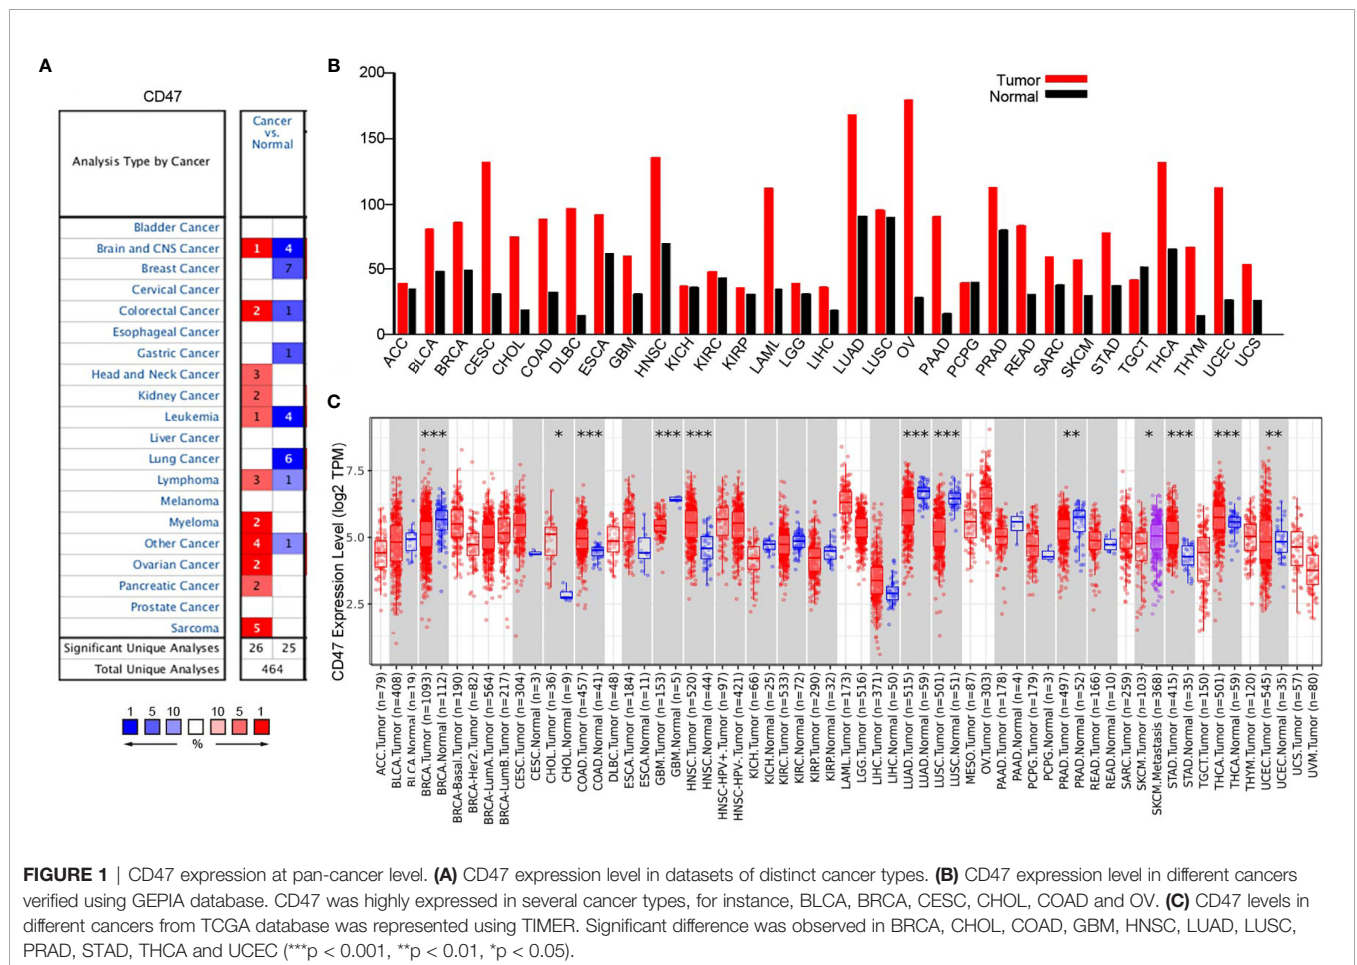 A
CD47
Analysis Type by Cancer
Cancer
vs.
Normal
Bladder Cancer
Brain and CNS Cancer 1 4
Breast Cancer 7
Cervical Cancer
Colorectal Cancer 2 1
Esophageal Cancer
Gastric Cancer 1
Head and Neck Cancer 3
Kidney Cancer 2
Leukemia 1 4
Liver Cancer
Lung Cancer 6
Lymphoma 3 1
Melanoma
Myeloma 2
Other Cancer 4 1
Ovarian Cancer 2
Pancreatic Cancer 2
Prostate Cancer
Sarcoma 5
Significant Unique Analyses 26 25
Total Unique Analyses 464
1 5 10 10 5 1
%
B
Tumor
Normal
200
150
100
50
0
ACC BLCA BRCA CESC CHOL COAD DLBC ESCA GBM HNSC KICH KIRC KIRP LAML LGG LIHC LUAD LUSC OV PAAD PCPG PRAD READ SARC SKCM STAD TGCT THCA THYM UCEC UCS
C
CD47 Expression Level (log2 TPM)
7.5
5.0
2.5
*** * *** *** *** *** *** ** * *** *** **
ACC.Tumor (n=79)
BLCA.Tumor (n=408)
BLCA.Normal (n=19)
BRCA.Tumor (n=1093)
BRCA.Normal (n=112)
BRCA-Basal.Tumor (n=190)
BRCA-Her2.Tumor (n=82)
BRCA-LumA.Tumor (n=564)
BRCA-LumB.Tumor (n=217)
CESC.Tumor (n=304)
CESC.Normal (n=3)
CHOL.Tumor (n=36)
CHOL.Normal (n=9)
COAD.Tumor (n=457)
COAD.Normal (n=41)
DLBC.Tumor (n=48)
ESCA.Tumor (n=184)
ESCA.Normal (n=11)
GBM.Tumor (n=153)
GBM.Normal (n=5)
HNSC.Tumor (n=520)
HNSC.Normal (n=44)
HNSC-HPV+.Tumor (n=97)
HNSC-HPV-.Tumor (n=421)
KICH.Tumor (n=66)
KICH.Normal (n=25)
KIRC.Tumor (n=533)
KIRC.Normal (n=72)
KIRP.Tumor (n=290)
KIRP.Normal (n=32)
LAML.Tumor (n=173)
LGG.Tumor (n=516)
LIHC.Tumor (n=371)
LIHC.Normal (n=50)
LUAD.Tumor (n=515)
LUAD.Normal (n=59)
LUSC.Tumor (n=501)
LUSC.Normal (n=51)
MESO.Tumor (n=87)
OV.Tumor (n=303)
PAAD.Tumor (n=178)
PAAD.Normal (n=4)
PCPG.Tumor (n=179)
PCPG.Normal (n=3)
PRAD.Tumor (n=497)
PRAD.Normal (n=52)
READ.Tumor (n=166)
READ.Normal (n=10)
SARC.Tumor (n=259)
SKCM.Tumor (n=103)
SKCM.Metastasis (n=368)
STAD.Tumor (n=415)
STAD.Normal (n=35)
TGCT.Tumor (n=150)
THCA.Tumor (n=501)
THCA.Normal (n=59)
THYM.Tumor (n=120)
UCEC.Tumor (n=545)
UCEC.Normal (n=35)
UCS.Tumor (n=57)
UVM.Tumor (n=80)
FIGURE 1 | CD47 expression at pan-cancer level. (A) CD47 expression level in datasets of distinct cancer types. (B) CD47 expression level in different cancers
verified using GEPIA database. CD47 was highly expressed in several cancer types, for instance, BLCA, BRCA, CESC, CHOL, COAD and OV. (C) CD47 levels in
different cancers from TCGA database was represented using TIMER. Significant difference was observed in BRCA, CHOL, COAD, GBM, HNSC, LUAD, LUSC,
PRAD, STAD, THCA and UCEC (***p < 0.001, **p < 0.01, *p < 0.05).